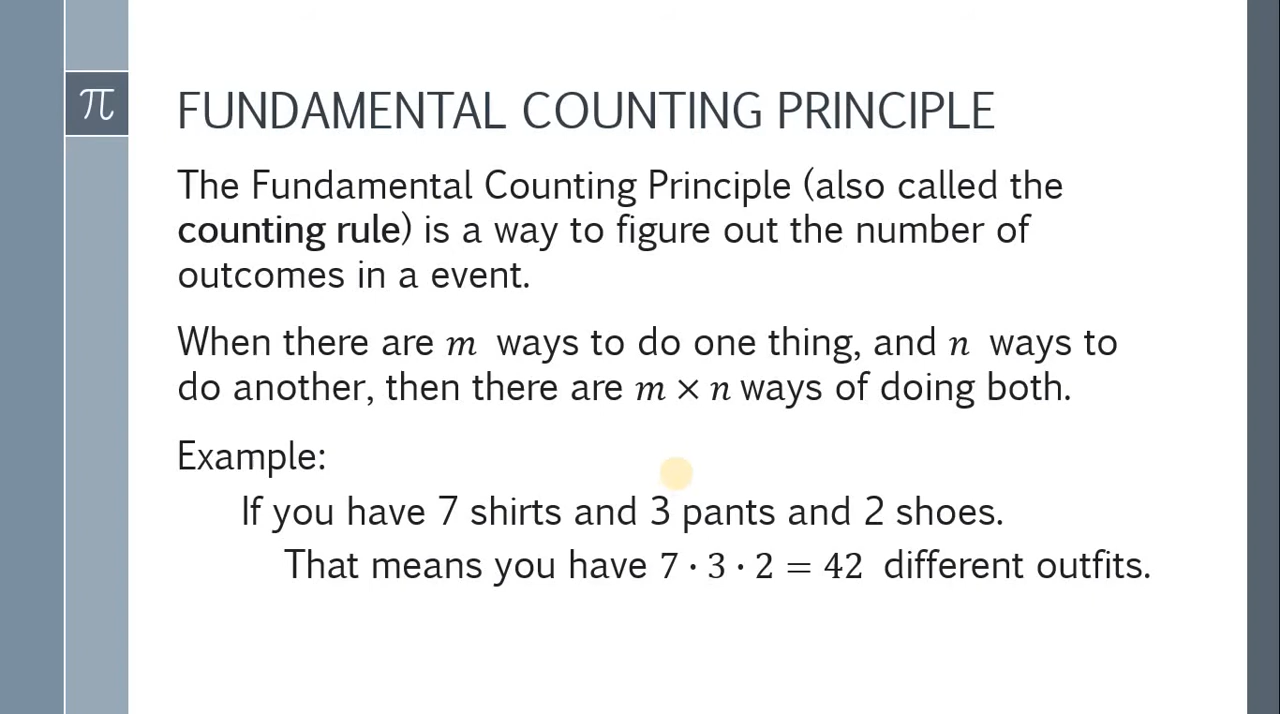 π
FUNDAMENTAL COUNTING PRINCIPLE
The Fundamental Counting Principle (also called the
counting rule) is a way to figure out the number of
outcomes in a event.
When there are m ways to do one thing, and n ways to
do another, then there are m × n ways of doing both.
Example:
If you have 7 shirts and 3 pants and 2 shoes.
That means you have 7 · 3 · 2 = 42 different outfits.